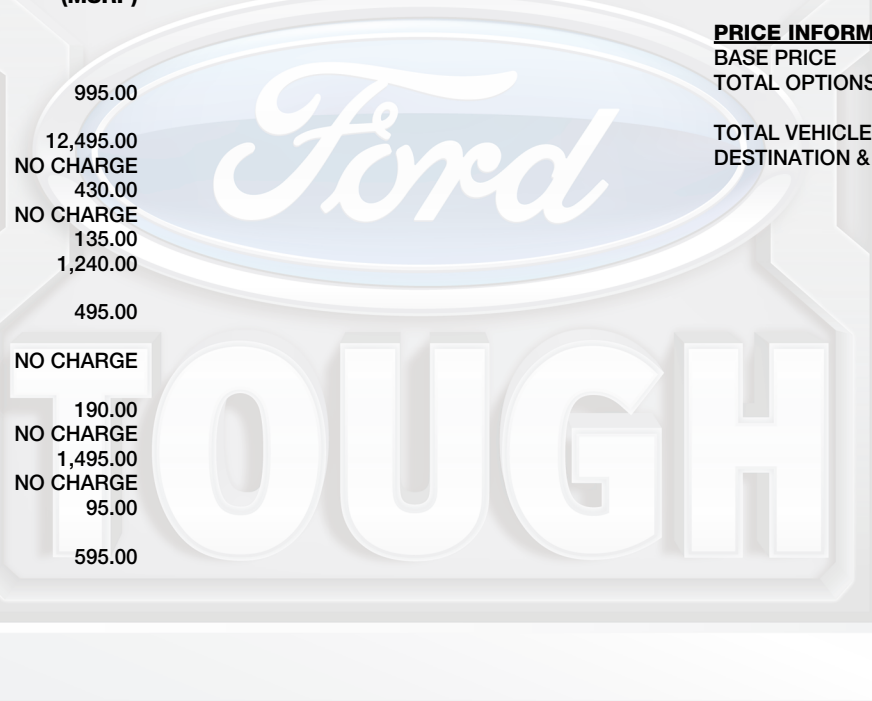 (MSRP)
995.00
12,495.00
NO CHARGE
430.00
NO CHARGE
135.00
1,240.00
495.00
NO CHARGE
190.00
NO CHARGE
1,495.00
NO CHARGE
95.00
595.00
PRICE INFORM
BASE PRICE
TOTAL OPTIONS
TOTAL VEHICLE
DESTINATION &
Ford
TOUGH